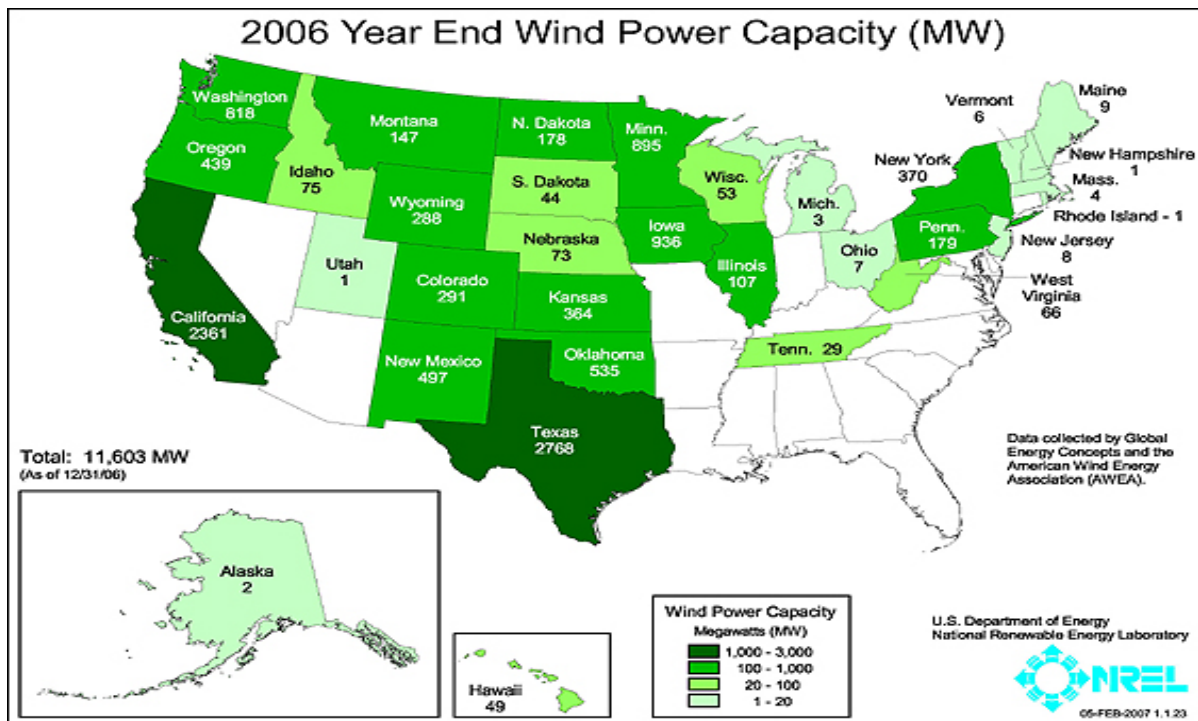 2006 Year End Wind Power Capacity (MW)
Washington
818
Oregon
439
California
2361
Idaho
75
Utah
1
Montana
147
Wyoming
288
Colorado
291
New Mexico
497
N. Dakota
178
S. Dakota
44
Nebraska
73
Kansas
364
Oklahoma
535
Texas
2768
Minn.
895
Iowa
936
Wisc.
53
Illinois
107
Mich.
3
Ohio
7
Tenn. 29
New York
370
Penn.
179
Vermont
6
Maine
9
New Hampshire
1
Mass.
4
Rhode Island - 1
New Jersey
8
West
Virginia
66
Total: 11,603 MW
(As of 12/31/06)
Data collected by Global
Energy Concepts and the
American Wind Energy
Association (AWEA).
Alaska
2
Hawaii
49
Wind Power Capacity
Megawatts (MW)
1,000 - 3,000
100 - 1,000
20 - 100
1 - 20
U.S. Department of Energy
National Renewable Energy Laboratory
NREL
05-FEB-2007 1.1.23